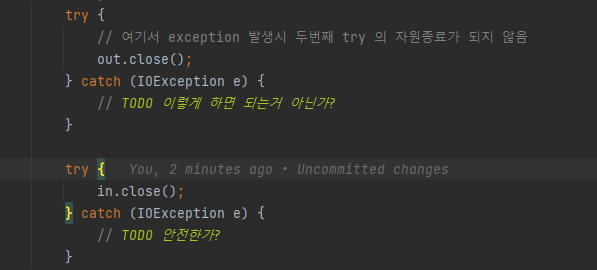 try {
// 여기서 exception 발생시 두번째 try 의 자원종료가 되지 않음
out.close();
} catch (IOException e) {
// TODO 이렇게 하면 되는거 아닌가?
}
try { You, 2 minutes ago • Uncommitted changes
in.close();
} catch (IOException e) {
// TODO 안전한가?
}